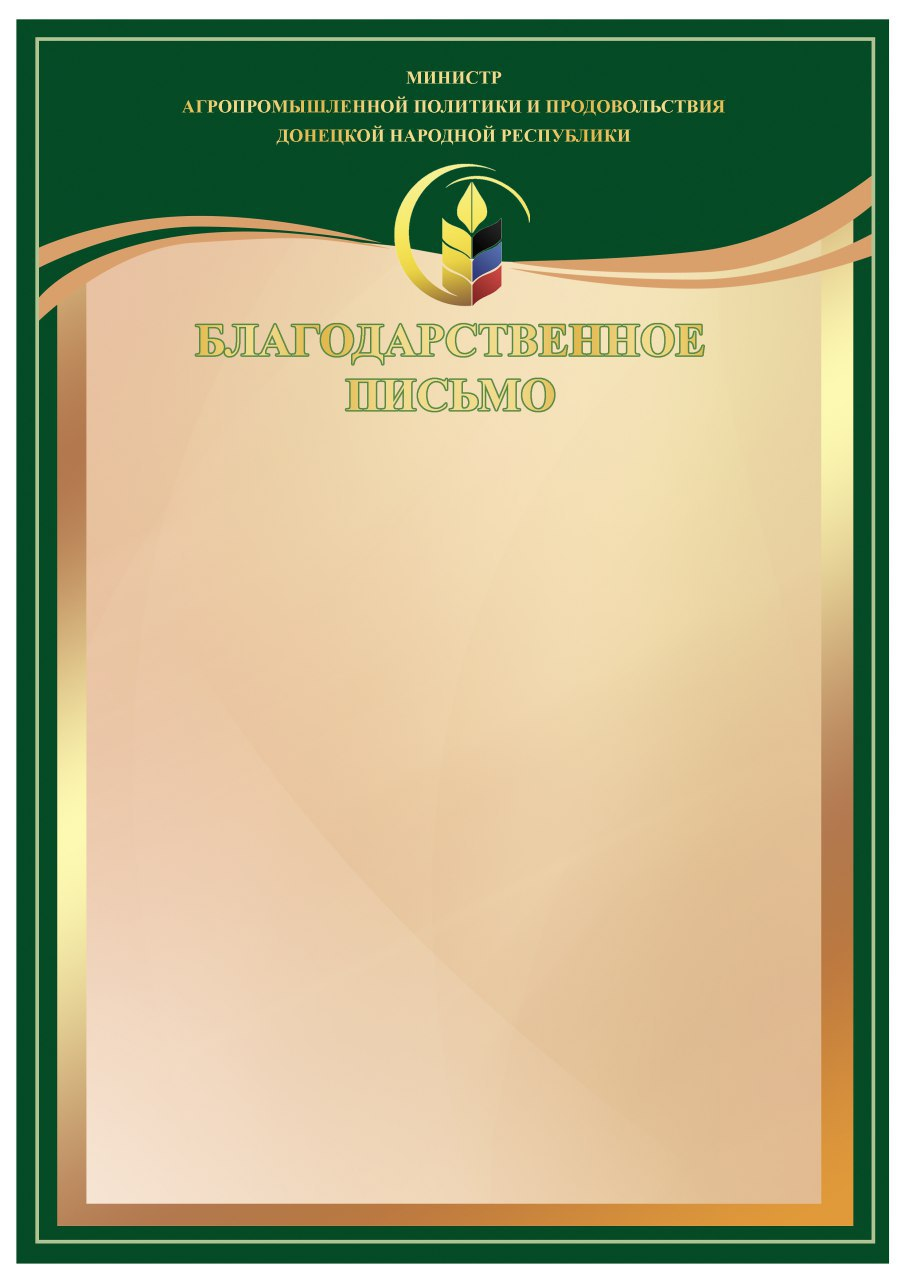 МИНИСТР
АГРОПРОМЫШЛЕННОЙ ПОЛИТИКИ И ПРОДОВОЛЬСТВИЯ
ДОНЕЦКОЙ НАРОДНОЙ РЕСПУБЛИКИ
БЛАГОДАРСТВЕННОЕ
ПИСЬМО